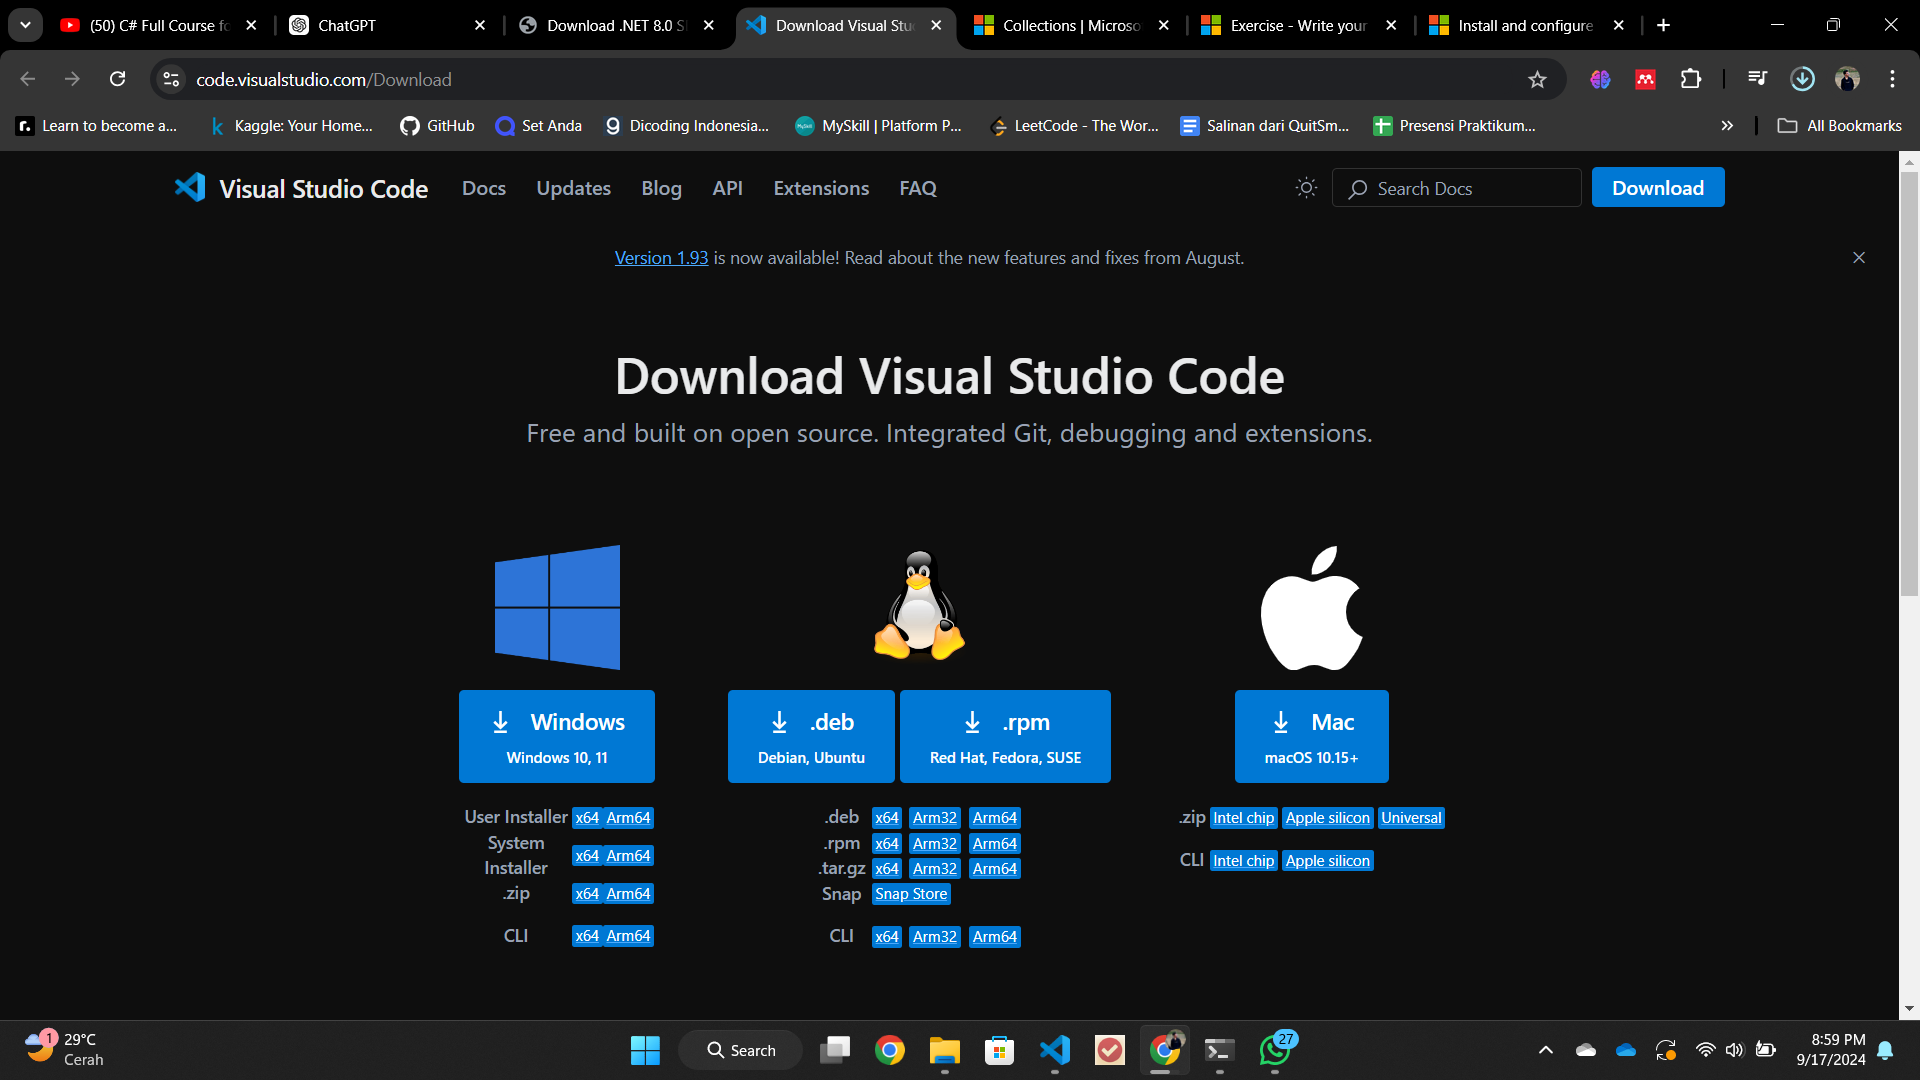 (50) C# Full Course fo
ChatGPT
Download .NET 8.0 S
Download Visual Stu
Collections | Microso
Exercise - Write your
Install and configure
code.visualstudio.com/Download
Learn to become a...
Kaggle: Your Home...
GitHub
Set Anda
Dicoding Indonesia...
MySkill | Platform P...
LeetCode - The Wor...
Salinan dari QuitSm...
Presensi Praktikum...
All Bookmarks
Visual Studio Code
Docs
Updates
Blog
API
Extensions
FAQ
Search Docs
Download
Version 1.93 is now available! Read about the new features and fixes from August.
Download Visual Studio Code
Free and built on open source. Integrated Git, debugging and extensions.
Windows
Windows 10, 11
.deb
Debian, Ubuntu
.rpm
Red Hat, Fedora, SUSE
Mac
macOS 10.15+
User Installer x64 Arm64
System
Installer
x64 Arm64
.zip x64 Arm64
CLI x64 Arm64
.deb x64 Arm32 Arm64
.rpm x64 Arm32 Arm64
.tar.gz x64 Arm32 Arm64
Snap Snap Store
CLI x64 Arm32 Arm64
.zip Intel chip Apple silicon Universal
CLI Intel chip Apple silicon
1
29°C
Cerah
Search
27
8:59 PM
9/17/2024